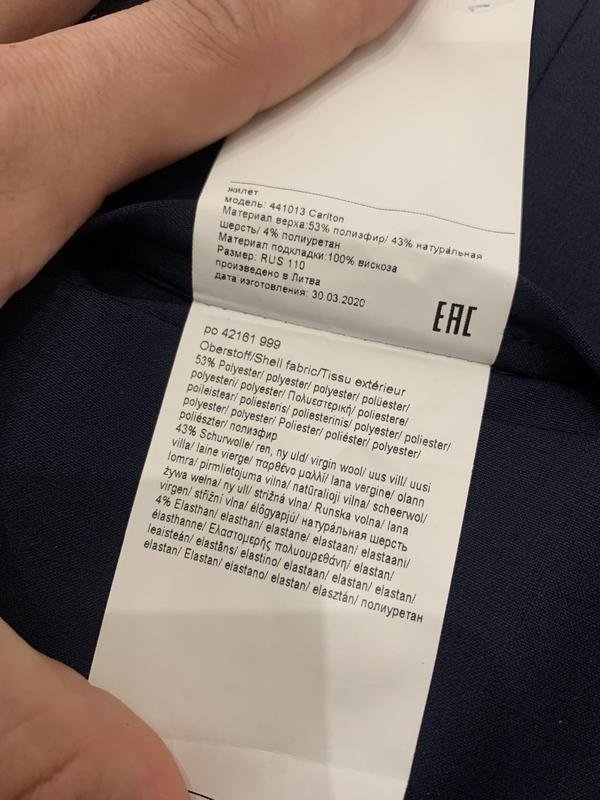 жилет
модель: 441013 Carlton
Материал верха:53% полиэфир/ 43% натуральная
шерсть/ 4% полиуретан
Материал подкладки:100% вискоза
Размер: RUS 110
произведено в Литва
дата изготовления: 30.03.2020
EAC
po 42161 999
Oberstoff/Shell fabric/Tissu extérieur
53% Polyester/ polyester/ polyester/ polüester/
polyesteri/ polyester/ Πολυεστερική/ poliestere/
poileistear/ poliesteris/ poliesterinis/ polyester/ poliester/
polyester/ polyester/ Poliester/ poliéster/ polyester/
poliészter/ полиэфир
43% Schurwolle/ ren, ny uld/ virgin wool/ uus vill/ uusi
villa/ laine vierge/ παρθένο μαλλί/ lana vergine/ olann
lomra/ pirmlietojuma vilna/ natūralioji vilna/ scheerwol/
żywa wełna/ ny ull/ strižná vlna/ Runska volna/ lana
virgen/ střižní vlna/ élőgyapjú/ натуральная шерсть
4% Elasthan/ elasthan/ elastane/ elastaan/ elastaani/
élasthanne/ Ελαστομερής πολυουρεθάνη/ elastan/
leaisteán/ elastāns/ elastino/ elastaan/ elastan/ elastan/
elastan/ Elastan/ elastano/ elastan/ elasztán/ полиуретан